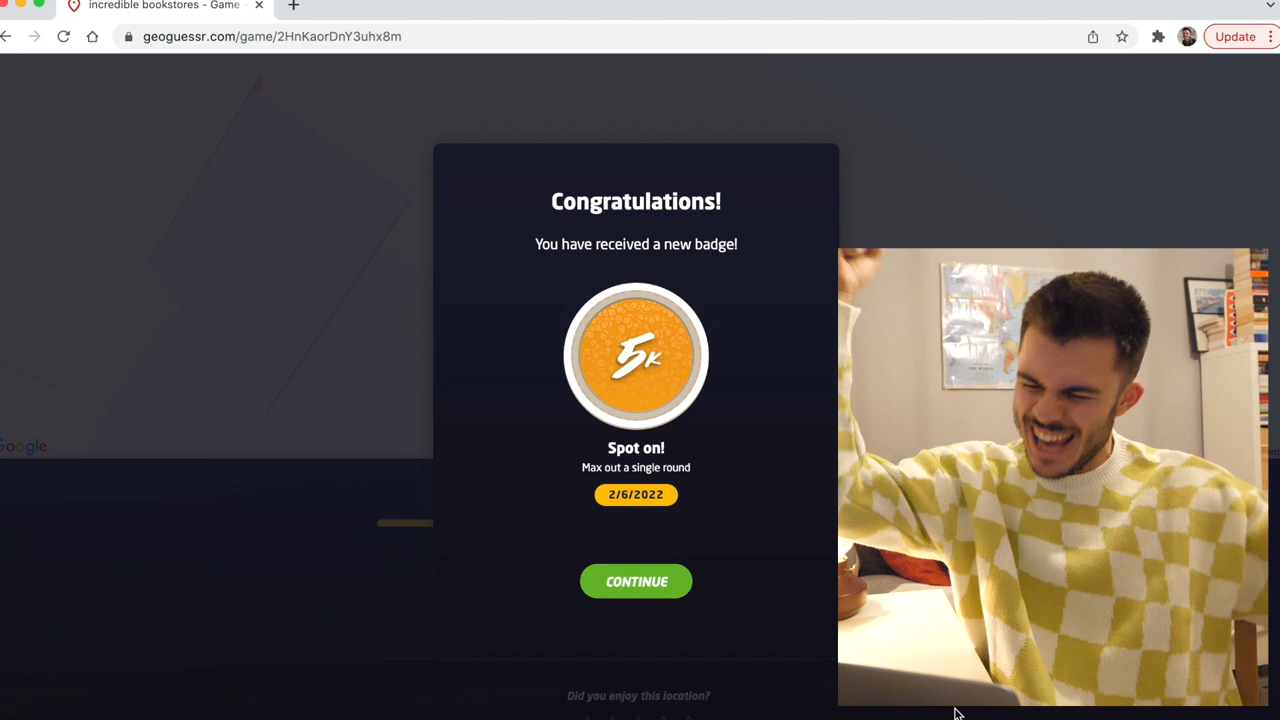 incredible bookstores - Game
geoguessr.com/game/2HnKaorDnY3uhx8m
Update
Congratulations!
You have received a new badge!
5K
Spot on!
Max out a single round
2/6/2022
CONTINUE
Google
Did you enjoy this location?